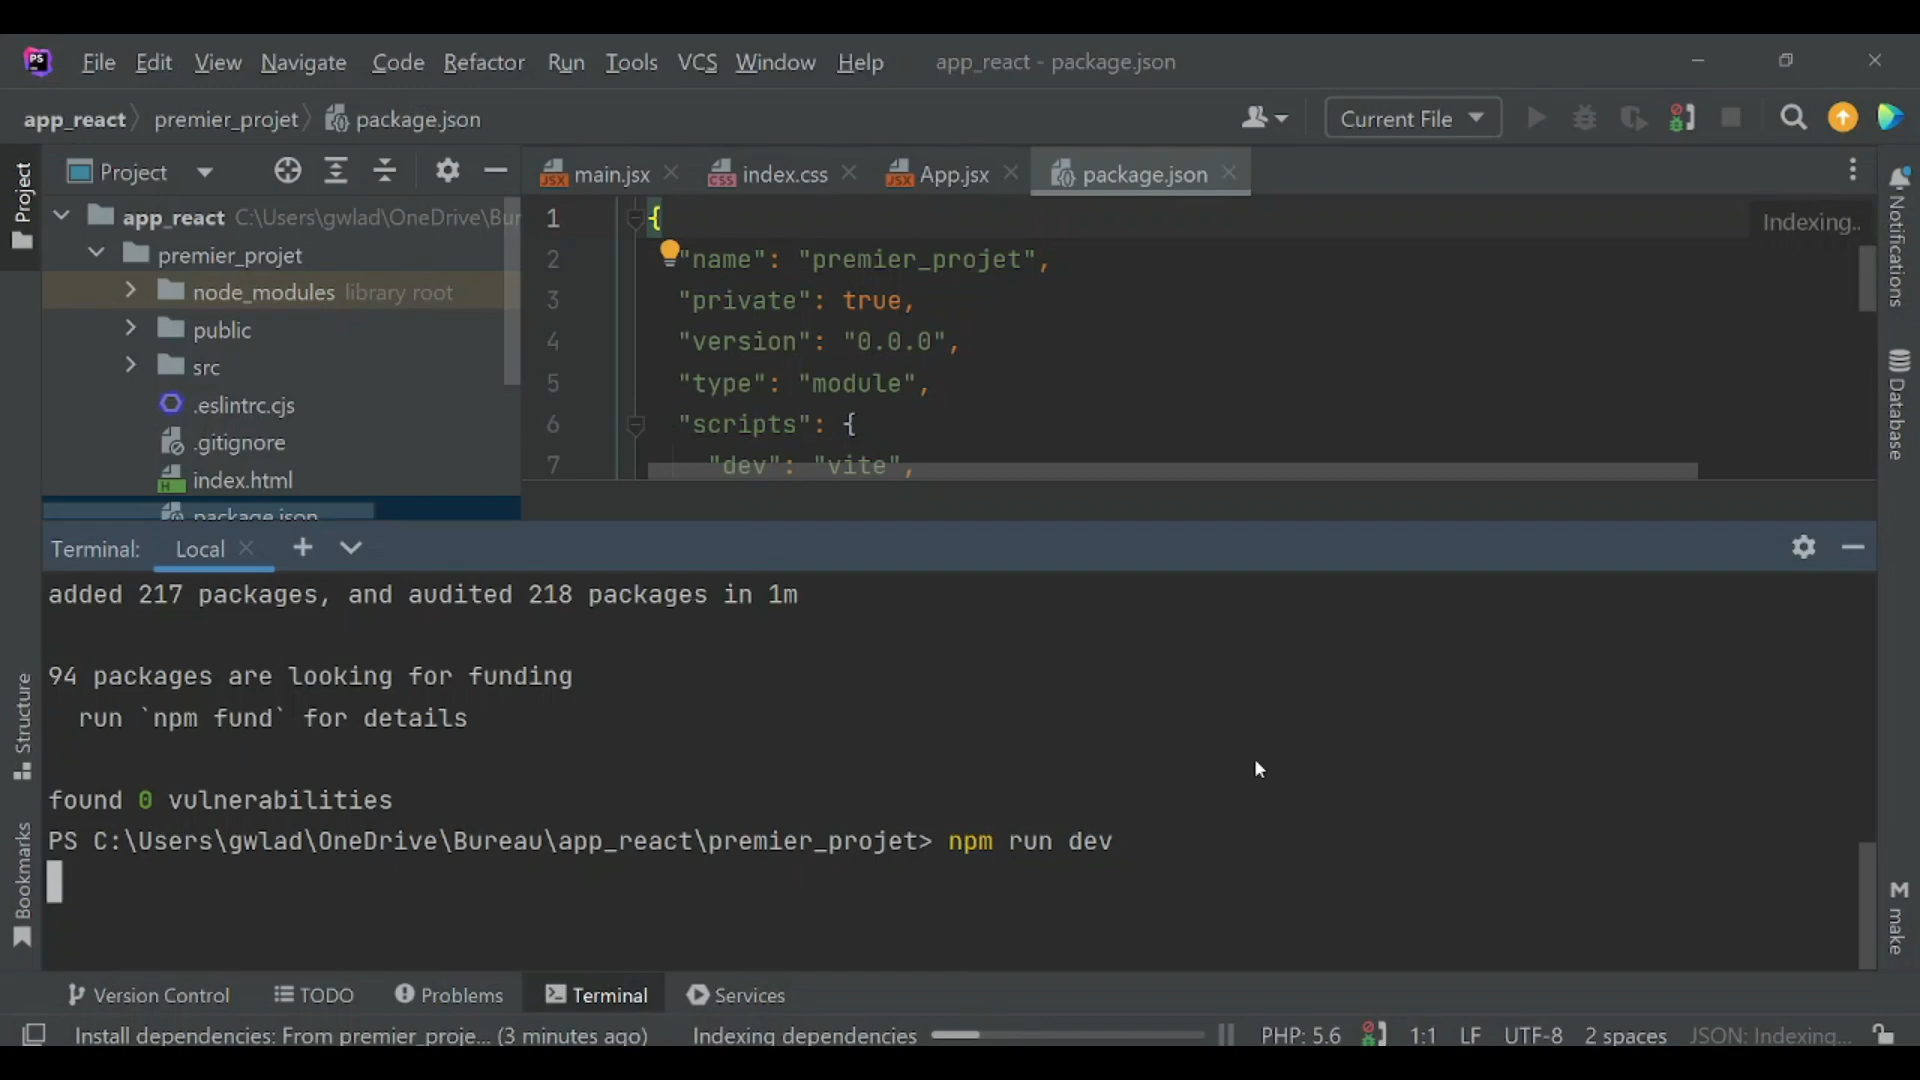 PS File Edit View Navigate Code Refactor Run Tools VCS Window Help app_react - package.json
app_react premier_projet package.json Current File
Project main.jsx index.css App.jsx package.json
Project
app_react C:\Users\gwlad\OneDrive\Bur
premier_projet
node_modules library root
public
src
.eslintrc.cjs
.gitignore
index.html
package.json
1 {
2 "name": "premier_projet",
3 "private": true,
4 "version": "0.0.0",
5 "type": "module",
6 "scripts": {
7 "dev": "vite",
Indexing..
Notifications
Database
Terminal: Local
added 217 packages, and audited 218 packages in 1m
94 packages are looking for funding
run `npm fund` for details
found 0 vulnerabilities
PS C:\Users\gwlad\OneDrive\Bureau\app_react\premier_projet> npm run dev
Structure
Bookmarks
M make
Version Control TODO Problems Terminal Services
Install dependencies: From premier_proje... (3 minutes ago) Indexing dependencies PHP: 5.6 1:1 LF UTF-8 2 spaces JSON: Indexing...